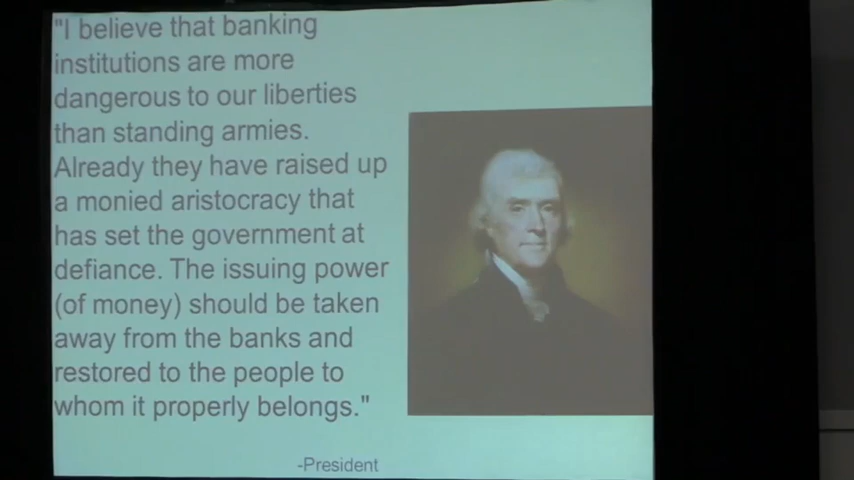 "I believe that banking
institutions are more
dangerous to our liberties
than standing armies.
Already they have raised up
a monied aristocracy that
has set the government at
defiance. The issuing power
(of money) should be taken
away from the banks and
restored to the people to
whom it properly belongs."
-President